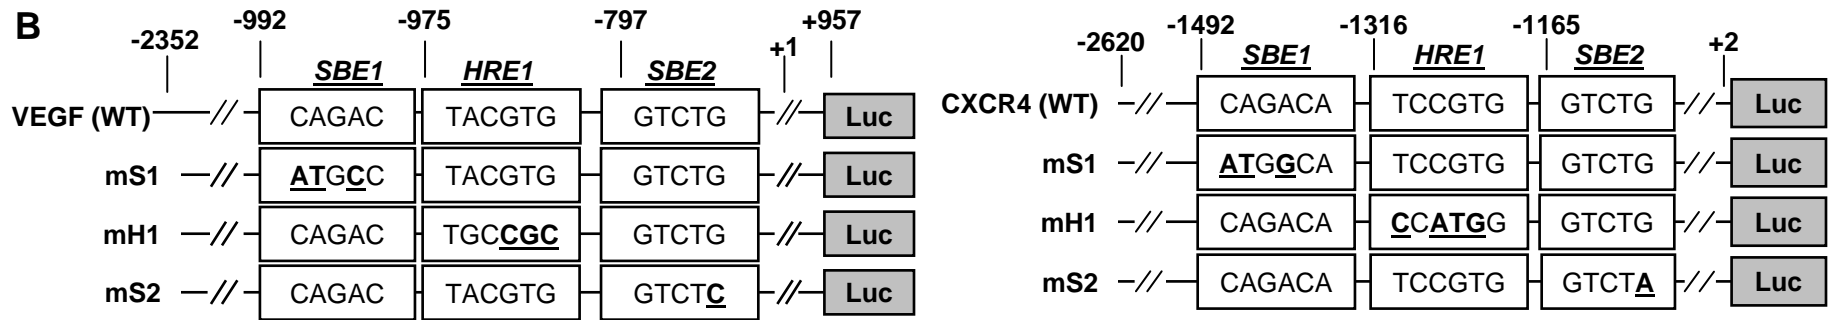 B
-992 -975 -797 +957
-2352 +1
SBE1 HRE1 SBE2
VEGF (WT) // CAGAC TACGTG GTCTG // Luc
mS1 // ATGCC TACGTG GTCTG // Luc
mH1 // CAGAC TGCCGC GTCTG // Luc
mS2 // CAGAC TACGTG GTCTC // Luc
-1492 -1316 -1165
-2620 +2
SBE1 HRE1 SBE2
CXCR4 (WT) // CAGACA TCCGTG GTCTG // Luc
mS1 // ATGGCA TCCGTG GTCTG // Luc
mH1 // CAGACA CCATGG GTCTG // Luc
mS2 // CAGACA TCCGTG GTCTA // Luc